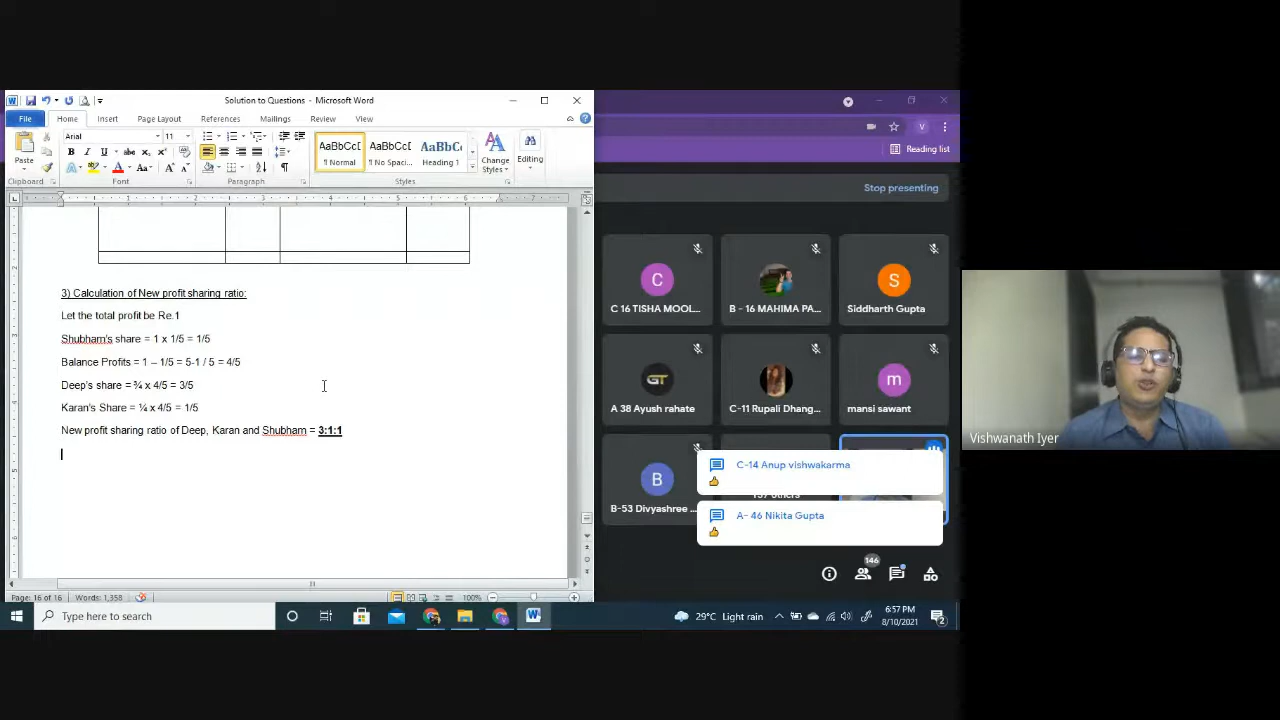 Solution to Questions - Microsoft Word
File
Home
Insert
Page Layout
References
Mailings
Review
View
Reading list
Paste
Arial
11
AaBbCcI
¶ Normal
AaBbCcI
¶ No Spaci...
AaBbCc
Heading 1
Change
Styles
Editing
Clipboard
Font
Paragraph
Styles
Stop presenting
3) Calculation of New profit sharing ratio:
Let the total profit be Re.1
Shubham's share = 1 x 1/5 = 1/5
Balance Profits = 1 – 1/5 = 5-1 / 5 = 4/5
Deep's share = ¾ x 4/5 = 3/5
Karan's Share = ¼ x 4/5 = 1/5
New profit sharing ratio of Deep, Karan and Shubham = 3:1:1
C
C 16 TISHA MOOL...
B - 16 MAHIMA PA...
S
Siddharth Gupta
GT
A 38 Ayush rahate
C-11 Rupali Dhang...
m
mansi sawant
B
B-53 Divyashree ...
C-14 Anup vishwakarma
A- 46 Nikita Gupta
Vishwanath Iyer
146
Page: 16 of 16
Words: 1,358
100%
Type here to search
29°C Light rain
6:57 PM
8/10/2021
2